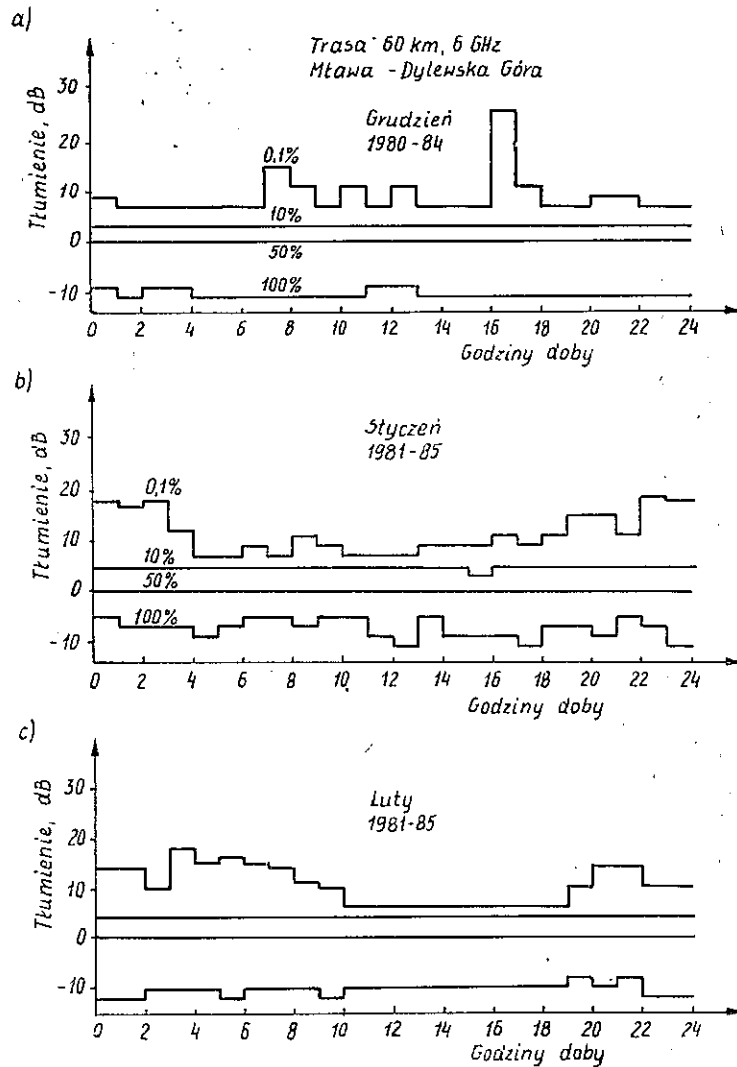 a)
Trasa 60 km, 6 GHz
Mława - Dylewska Góra
Tłumienie, dB
Grudzień
1980-84
30
20
10
0
-10
0,1%
10%
50%
100%
0 2 4 6 8 10 12 14 16 18 20 22 24
Godziny doby
b)
Styczeń
1981-85
Tłumienie, dB
30
20
10
0
-10
0,1%
10%
50%
100%
0 2 4 6 8 10 12 14 16 18 20 22 24
Godziny doby
c)
Luty
1981-85
Tłumienie, dB
30
20
10
0
-10
0 2 4 6 8 10 12 14 16 18 20 22 24
Godziny doby